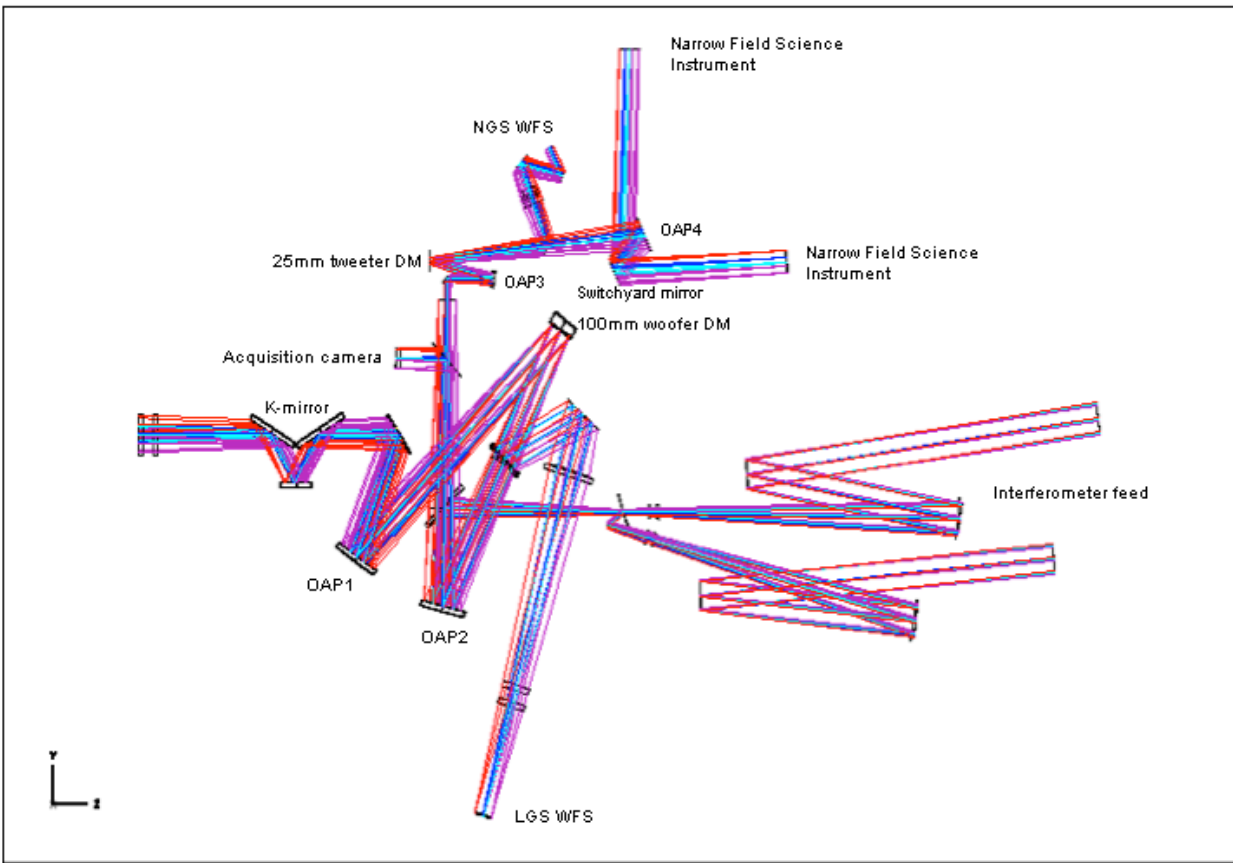 Narrow Field Science
Instrument
NGS WFS
OAP4
25mm tweeter DM
OAP3
Narrow Field Science
Instrument
Switchyard mirror
100mm woofer DM
Acquisition camera
K-mirror
Interferometer feed
OAP1
OAP2
Y
Z
LGS WFS